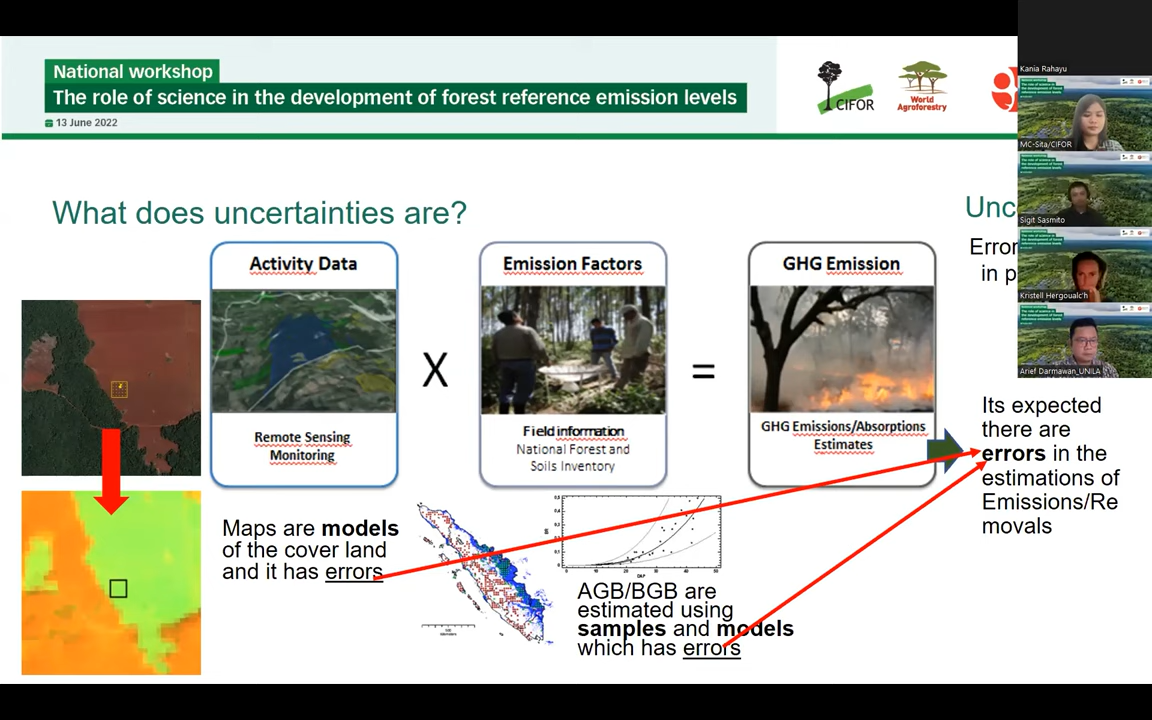 National workshop
The role of science in the development of forest reference emission levels
13 June 2022
CIFOR
World
Agroforestry
Kania Rahayu
MC-Sita/CIFOR
Sigit Sasmito
Kristell Hergoualc'h
Arief Darmawan_UNILA
What does uncertainties are?
Activity Data
Remote Sensing
Monitoring
X
Emission Factors
Field information
National Forest and
Soils Inventory
=
GHG Emission
GHG Emissions/Absorptions
Estimates
Maps are models
of the cover land
and it has errors
AGB/BGB are
estimated using
samples and models
which has errors
Unc
Error
in p
Its expected
there are
errors in the
estimations of
Emissions/Re
movals